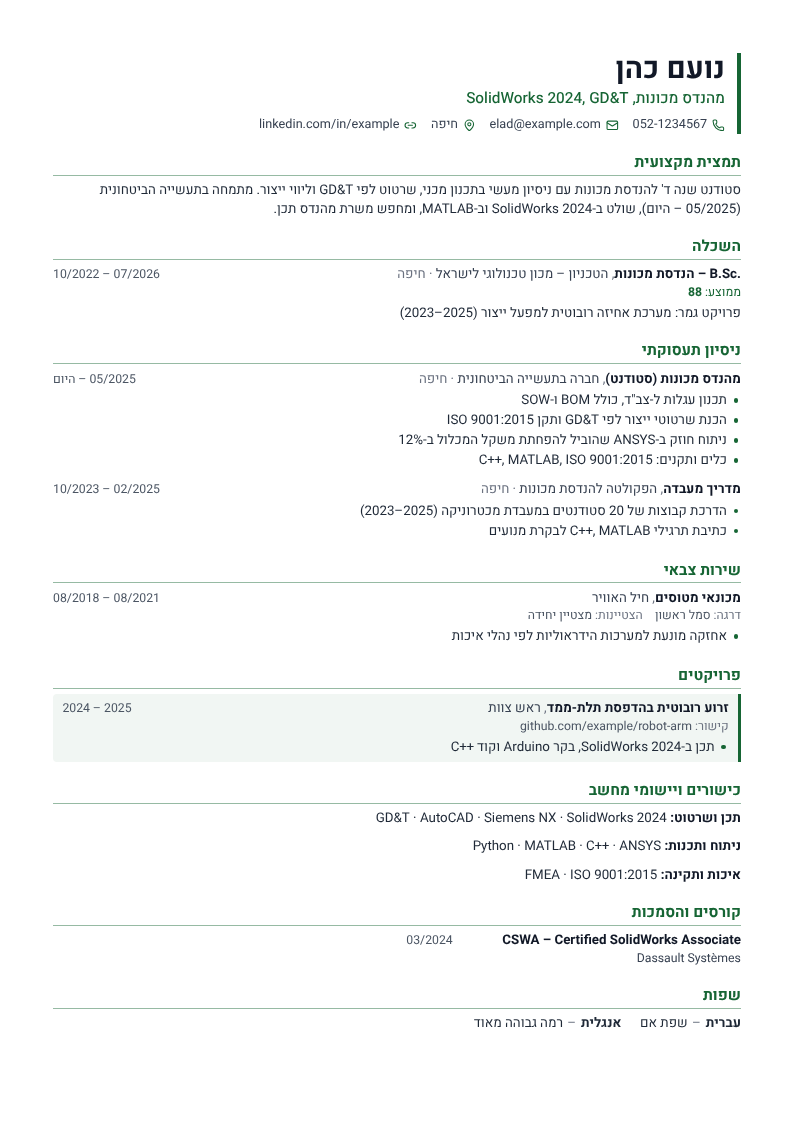 נועם כהן
מהנדס מכונות, SolidWorks 2024, GD&T
052-1234567 elad@example.com חיפה linkedin.com/in/example
תמצית מקצועית
סטודנט שנה ד' להנדסת מכונות עם ניסיון מעשי בתכנון מכני, שרטוט לפי GD&T וליווי ייצור. מתמחה בתעשייה הביטחונית
(05/2025 – היום), שולט ב-SolidWorks 2024 וב-MATLAB, ומחפש משרת מהנדס תכן.
השכלה
B.Sc. – הנדסת מכונות, הטכניון – מכון טכנולוגי לישראל · חיפה 10/2022 – 07/2026
ממוצע: 88
פרויקט גמר: מערכת אחיזה רובוטית למפעל ייצור (2023–2025)
ניסיון תעסוקתי
מהנדס מכונות (סטודנט), חברה בתעשייה הביטחונית · חיפה 05/2025 – היום
• תכנון עגלות ל-צב"ד, כולל BOM ו-SOW
• הכנת שרטוטי ייצור לפי GD&T ותקן ISO 9001:2015
• ניתוח חוזק ב-ANSYS שהוביל להפחתת משקל המכלול ב-12%
• כלים ותקנים: C++, MATLAB, ISO 9001:2015
מדריך מעבדה, הפקולטה להנדסת מכונות · חיפה 10/2023 – 02/2025
• הדרכת קבוצות של 20 סטודנטים במעבדת מכטרוניקה (2023–2025)
• כתיבת תרגילי C++, MATLAB לבקרת מנועים
שירות צבאי
מכונאי מטוסים, חיל האוויר 08/2018 – 08/2021
דרגה: סמל ראשון הצטיינות: מצטיין יחידה
• אחזקה מונעת למערכות הידראוליות לפי נהלי איכות
פרויקטים
זרוע רובוטית בהדפסת תלת-ממד, ראש צוות 2024 – 2025
קישור: github.com/example/robot-arm
• תכן ב-SolidWorks 2024, בקר Arduino וקוד C++
כישורים ויישומי מחשב
תכן ושרטוט: GD&T · AutoCAD · Siemens NX · SolidWorks 2024
ניתוח ותכנות: Python · MATLAB · C++ · ANSYS
איכות ותקינה: FMEA · ISO 9001:2015
קורסים והסמכות
CSWA – Certified SolidWorks Associate 03/2024
Dassault Systèmes
שפות
עברית – שפת אם אנגלית – רמה גבוהה מאוד